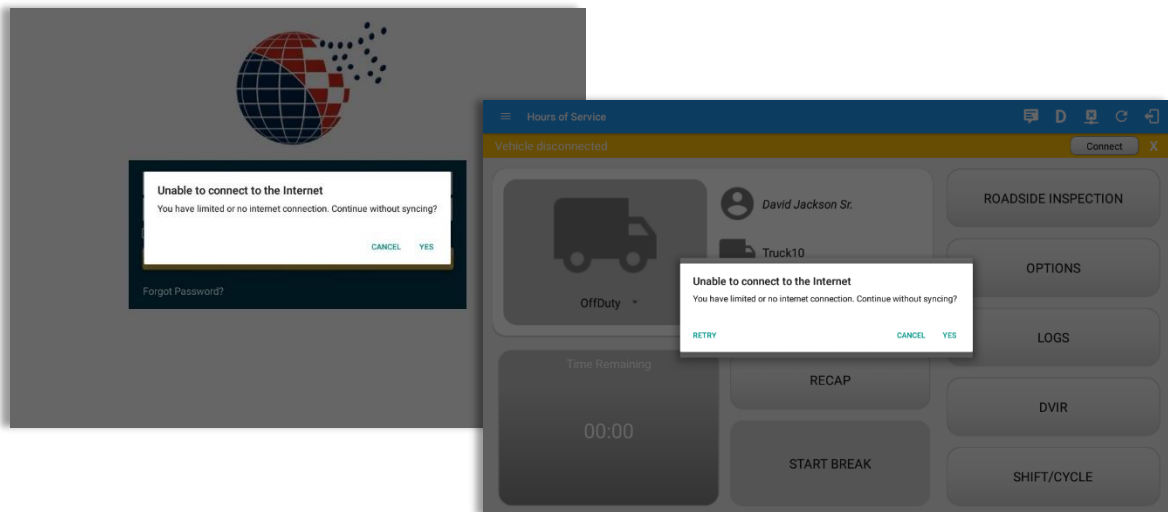 Unable to connect to the Internet
You have limited or no internet connection. Continue without syncing?
CANCEL YES
Forgot Password?
Hours of Service
D
Vehicle disconnected
Connect X
David Jackson Sr.
Truck10
OffDuty
Unable to connect to the Internet
You have limited or no internet connection. Continue without syncing?
RETRY CANCEL YES
Time Remaining
00:00
RECAP
START BREAK
ROADSIDE INSPECTION
OPTIONS
LOGS
DVIR
SHIFT/CYCLE